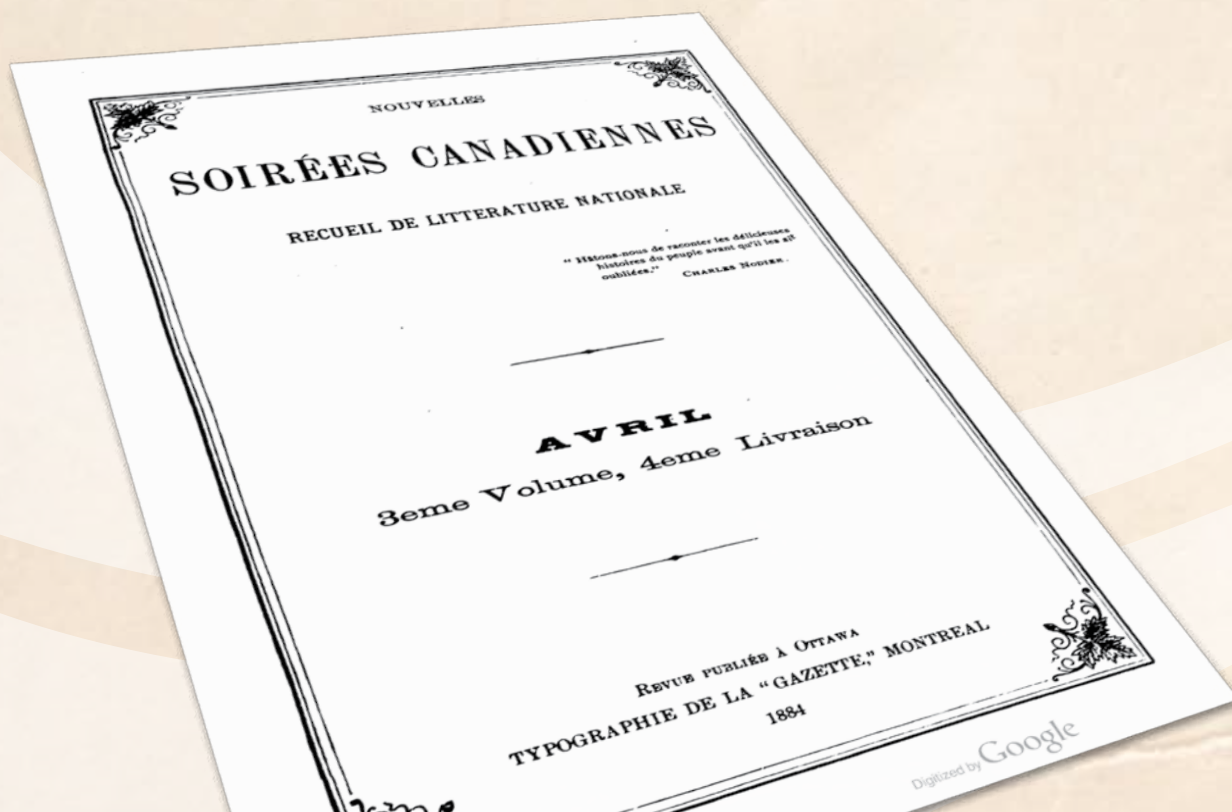 NOUVELLES
SOIRÉES CANADIENNES
RECUEIL DE LITTERATURE NATIONALE
“ Hâtons-nous de raconter les délicieuses
histoires du peuple avant qu'il les ait
oubliées.” CHARLES NODIER.
AVRIL
3eme Volume, 4eme Livraison
REVUE PUBLIÉE À OTTAWA
TYPOGRAPHIE DE LA “GAZETTE,” MONTREAL
1884
Digitized by Google